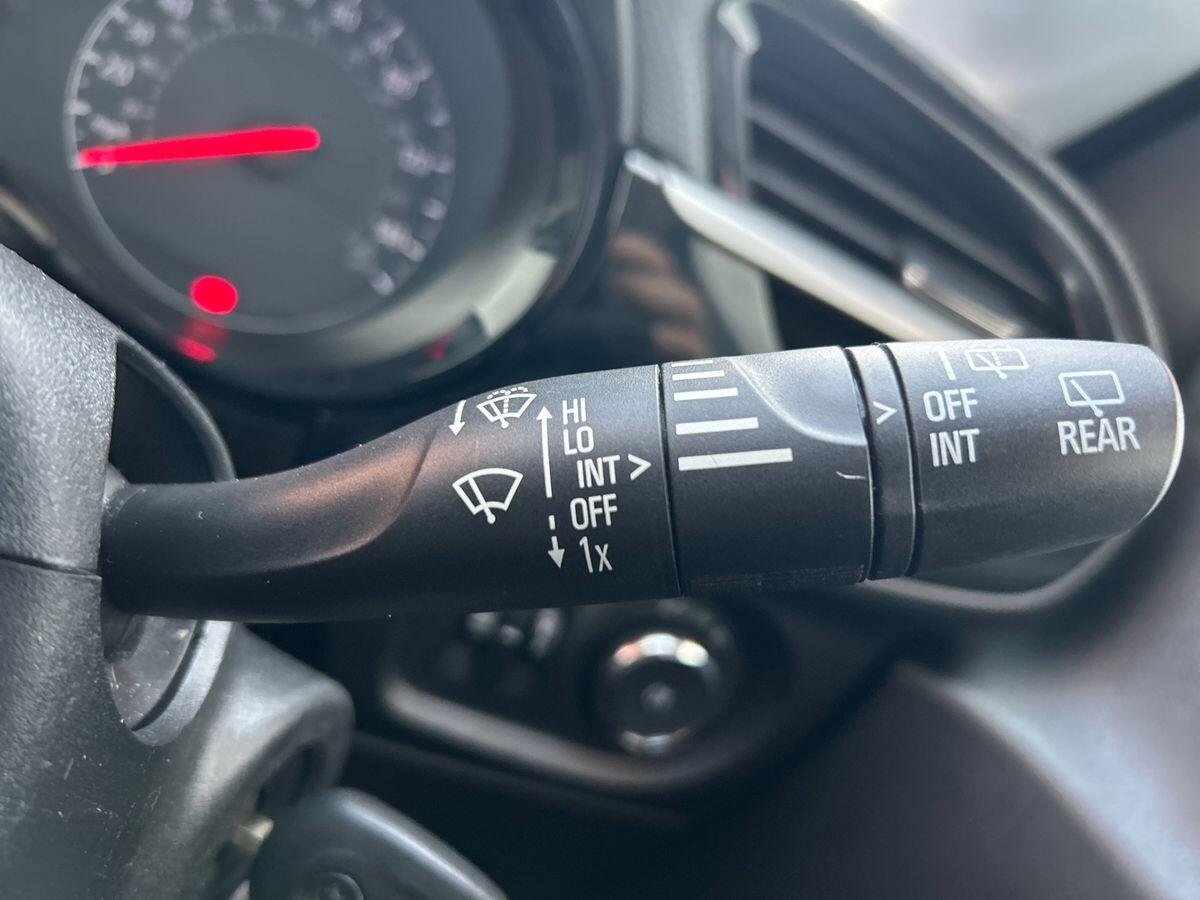 HI
LO
INT >
OFF
1x
>
OFF
INT
REAR